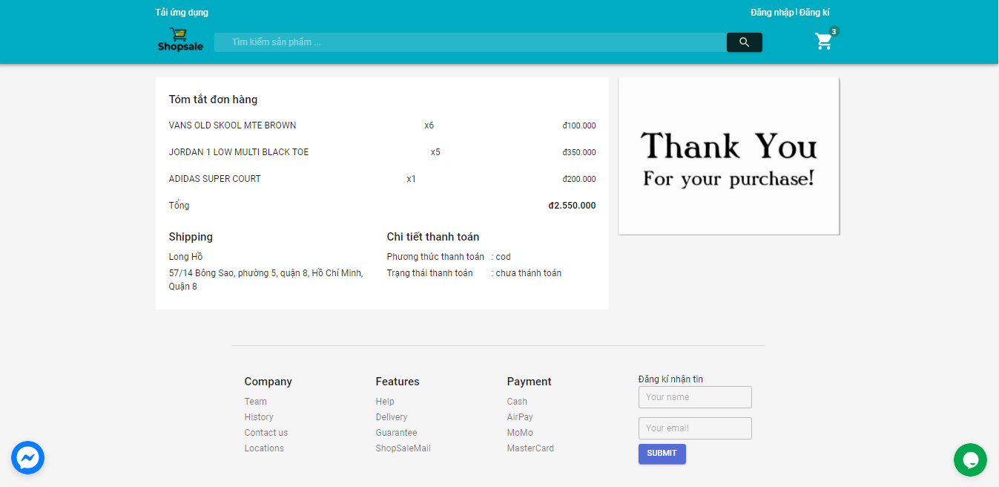 Tải ứng dụng
Đăng nhập | Đăng kí
Shopsale
Tìm kiếm sản phẩm ...
3
Tóm tắt đơn hàng
VANS OLD SKOOL MTE BROWN x6 đ100.000
JORDAN 1 LOW MULTI BLACK TOE x5 đ350.000
ADIDAS SUPER COURT x1 đ200.000
Tổng đ2.550.000
Shipping
Long Hồ
57/14 Bông Sao, phường 5, quận 8, Hồ Chí Minh,
Quận 8
Chi tiết thanh toán
Phương thức thanh toán : cod
Trạng thái thanh toán : chưa thánh toán
Thank You
For your purchase!
Company
Team
History
Contact us
Locations
Features
Help
Delivery
Guarantee
ShopSaleMail
Payment
Cash
AirPay
MoMo
MasterCard
Đăng kí nhận tin
Your name
Your email
SUBMIT